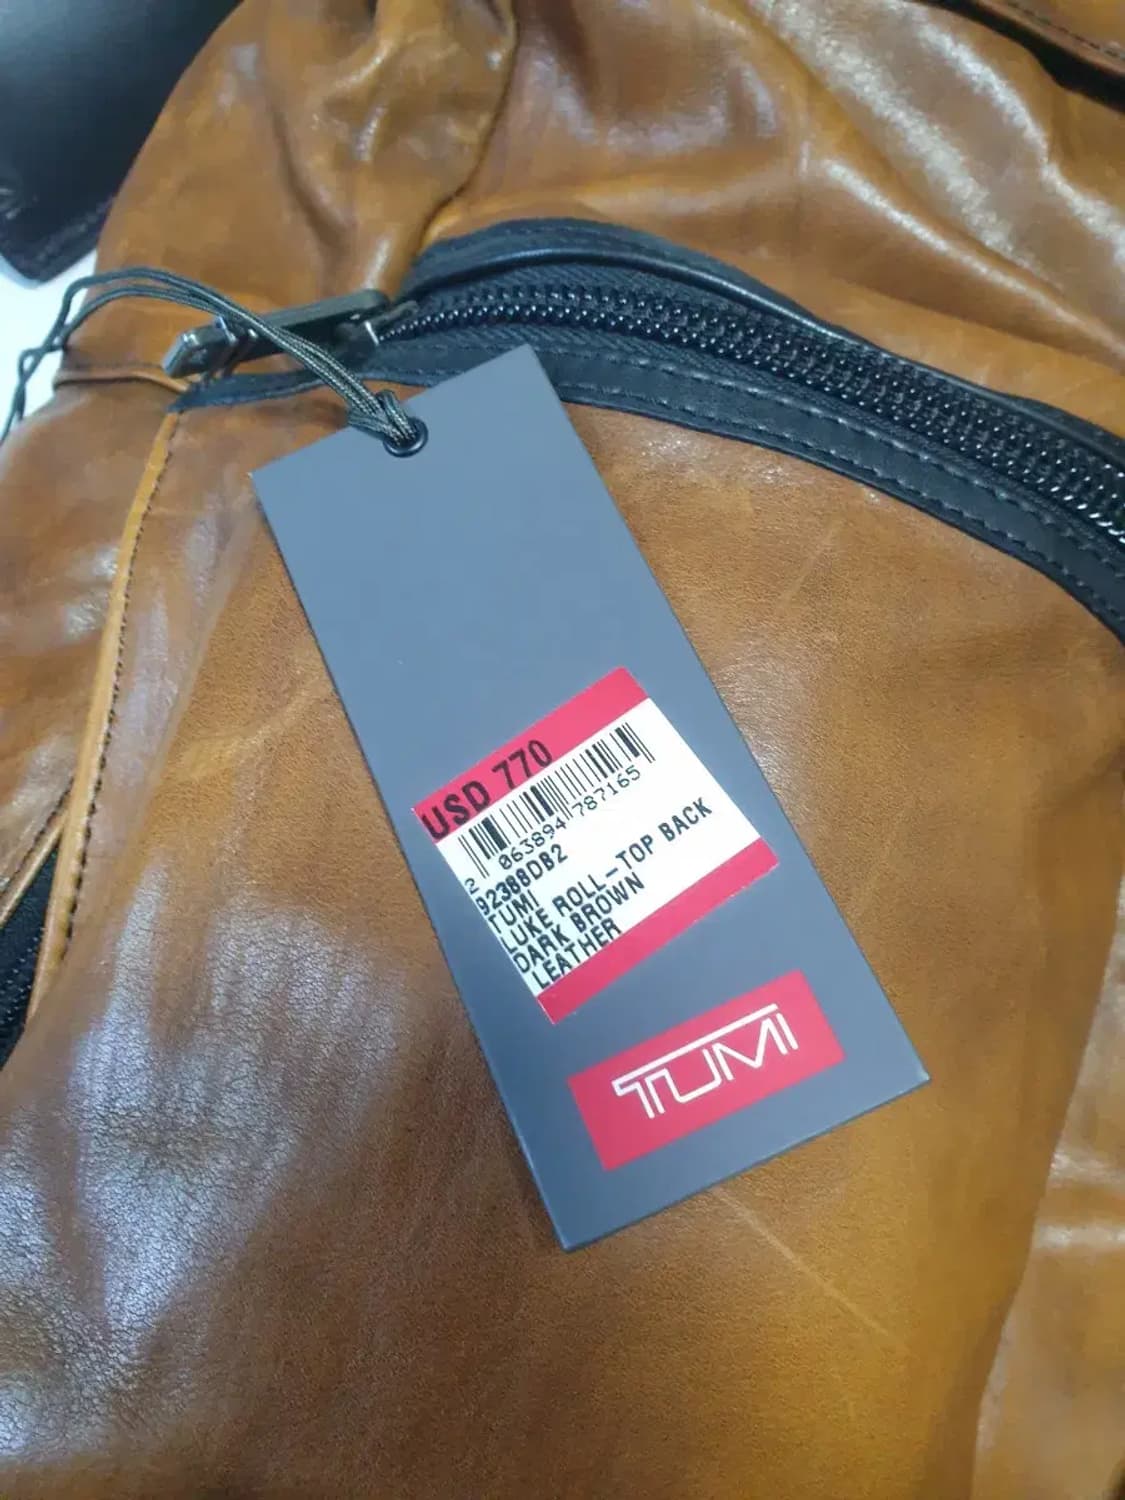 USD 770
2 063894 787165
92388DB2
TUMI
LUKE ROLL-TOP BACK
DARK BROWN
LEATHER
TUMI